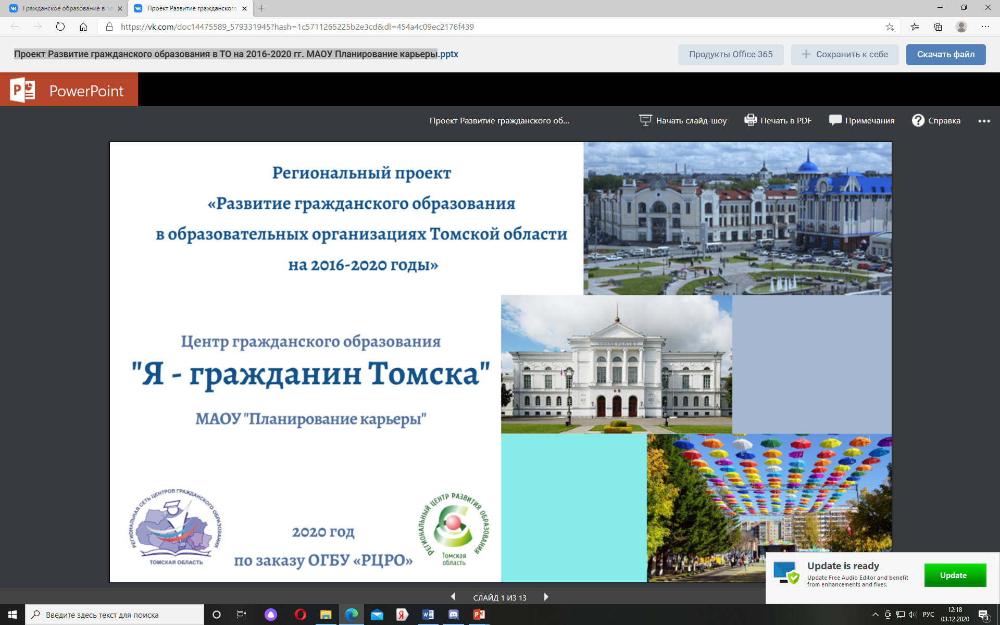 Гражданское образование в То
Проект Развитие гражданского
https://vk.com/doc14475589_579331945?hash=1c5711265225b2e3cd&dl=454a4c09ec2176f439
Проект Развитие гражданского образования в ТО на 2016-2020 гг. МАОУ Планирование карьеры.pptx
Продукты Office 365
Сохранить к себе
Скачать файл
PowerPoint
Проект Развитие гражданского об...
Начать слайд-шоу
Печать в PDF
Примечания
Справка
Региональный проект
«Развитие гражданского образования
в образовательных организациях Томской области
на 2016-2020 годы»
УНИВЕРСИТЕТ
Центр гражданского образования
"Я - гражданин Томска"
МАОУ "Планирование карьеры"
РЕГИОНАЛЬНАЯ СЕТЬ ЦЕНТРОВ ГРАЖДАНСКОГО ОБРАЗОВАНИЯ
ТОМСКАЯ ОБЛАСТЬ
2020 год
по заказу ОГБУ «РЦРО»
РЕГИОНАЛЬНЫЙ ЦЕНТР РАЗВИТИЯ ОБРАЗОВАНИЯ
Томская
область
Update is ready
Update Free Audio Editor and benefit
from enhancements and fixes.
Update
СЛАЙД 1 ИЗ 13
Введите здесь текст для поиска
РУС
12:18
03.12.2020
3